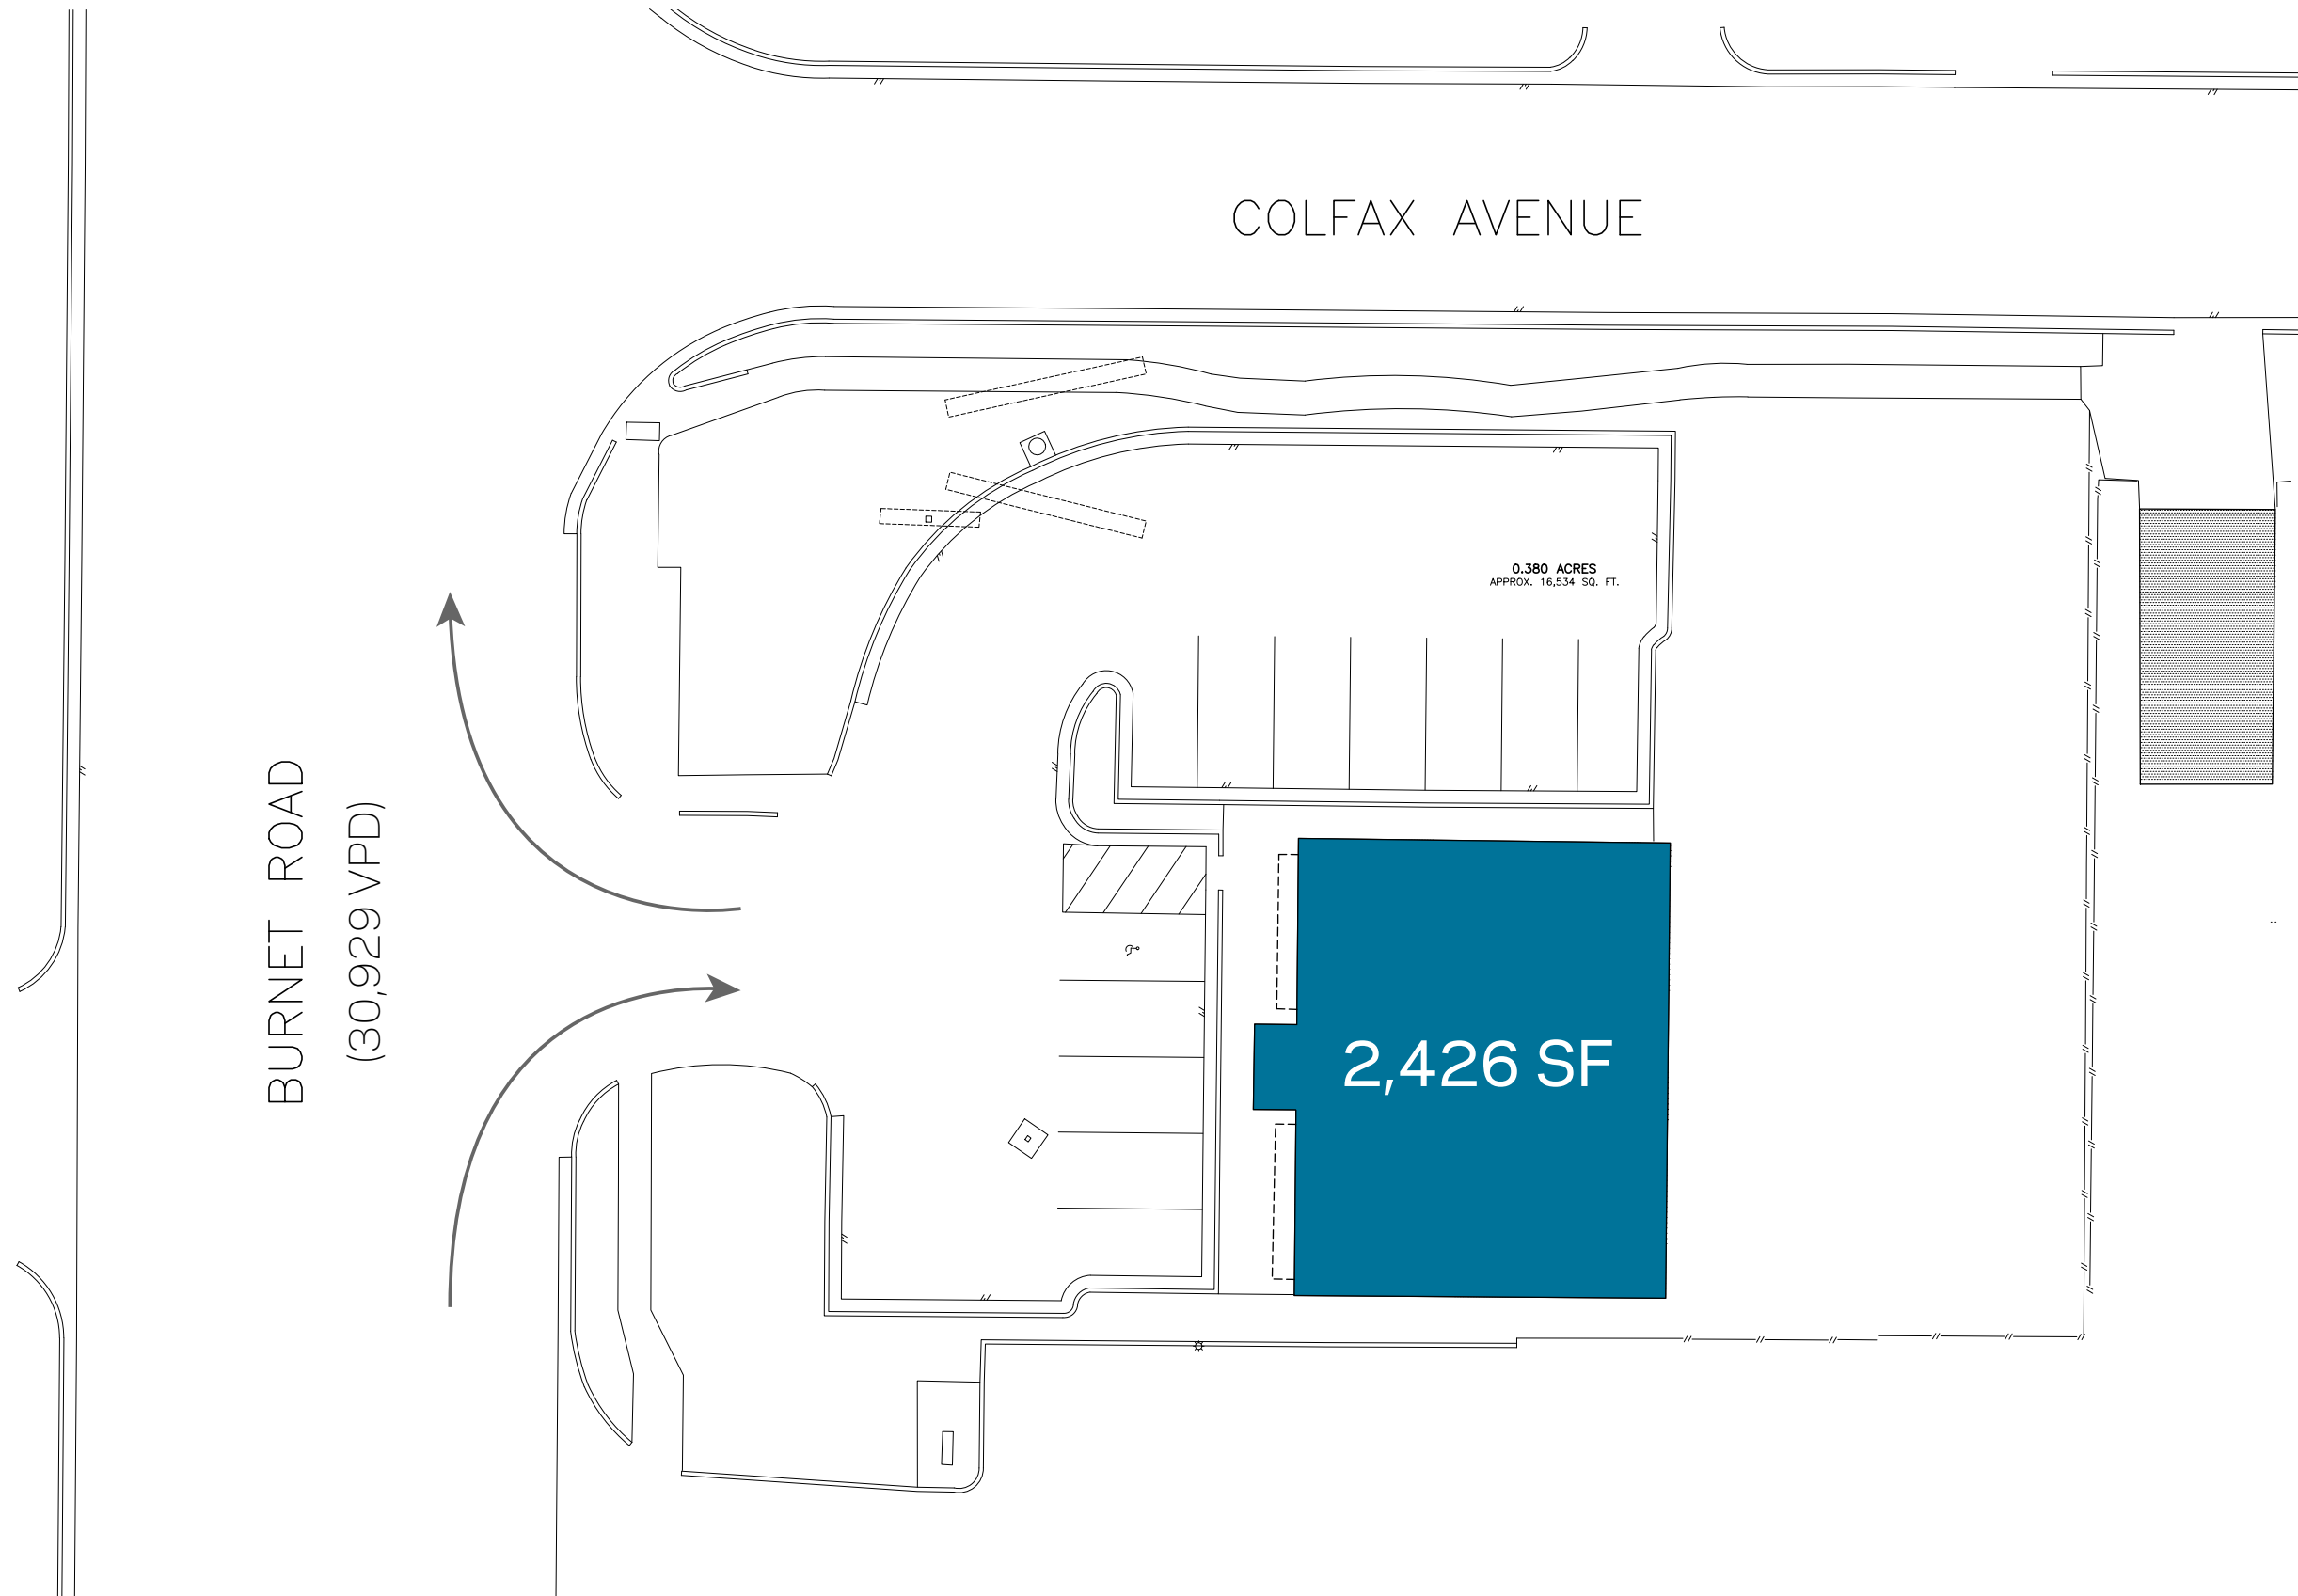 COLFAX AVENUE
0.380 ACRES
APPROX. 16,534 SQ. FT.
BURNET ROAD
(30,929 VPD)
2,426 SF